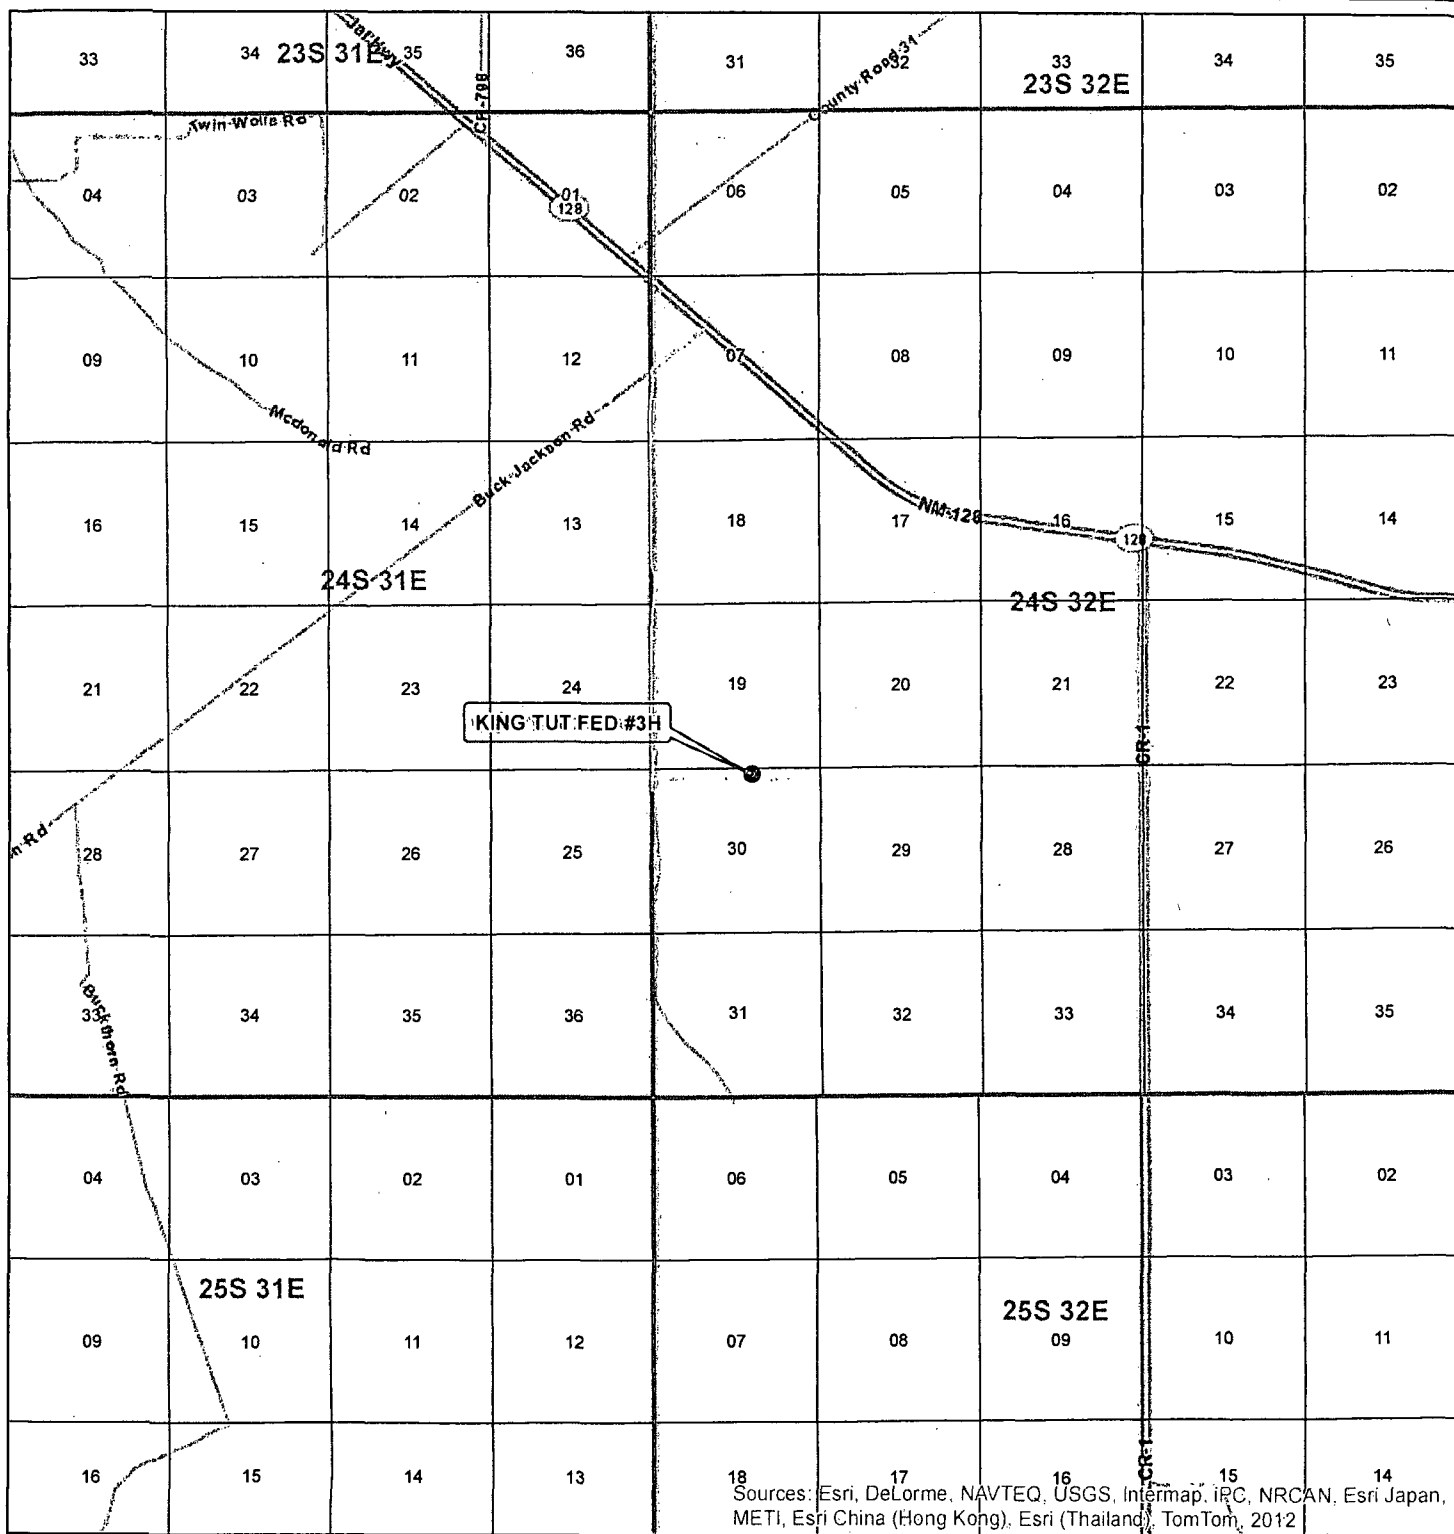 33 34 23S 31E 35 36 31 32 33 34 35
23S 32E
Jal Hwy
CR-798
County Road 31
Twin Wells Rd
04 03 02 01 06 05 04 03 02
128
09 10 11 12 07 08 09 10 11
Mcdonald Rd
Buck Jackson Rd
16 15 14 13 18 17 NM-128 16 15 14
128
24S 31E
24S 32E
21 22 23 24 19 20 21 22 23
KING TUT FED #3H
CR-1
n Rd
28 27 26 25 30 29 28 27 26
33 34 35 36 31 32 33 34 35
Buckthorn Rd
04 03 02 01 06 05 04 03 02
25S 31E
25S 32E
09 10 11 12 07 08 09 10 11
CR-1
16 15 14 13 18 17 16 15 14
Sources: Esri, DeLorme, NAVTEQ, USGS, Intermap, iPC, NRCAN, Esri Japan,
METI, Esri China (Hong Kong), Esri (Thailand), TomTom, 2012